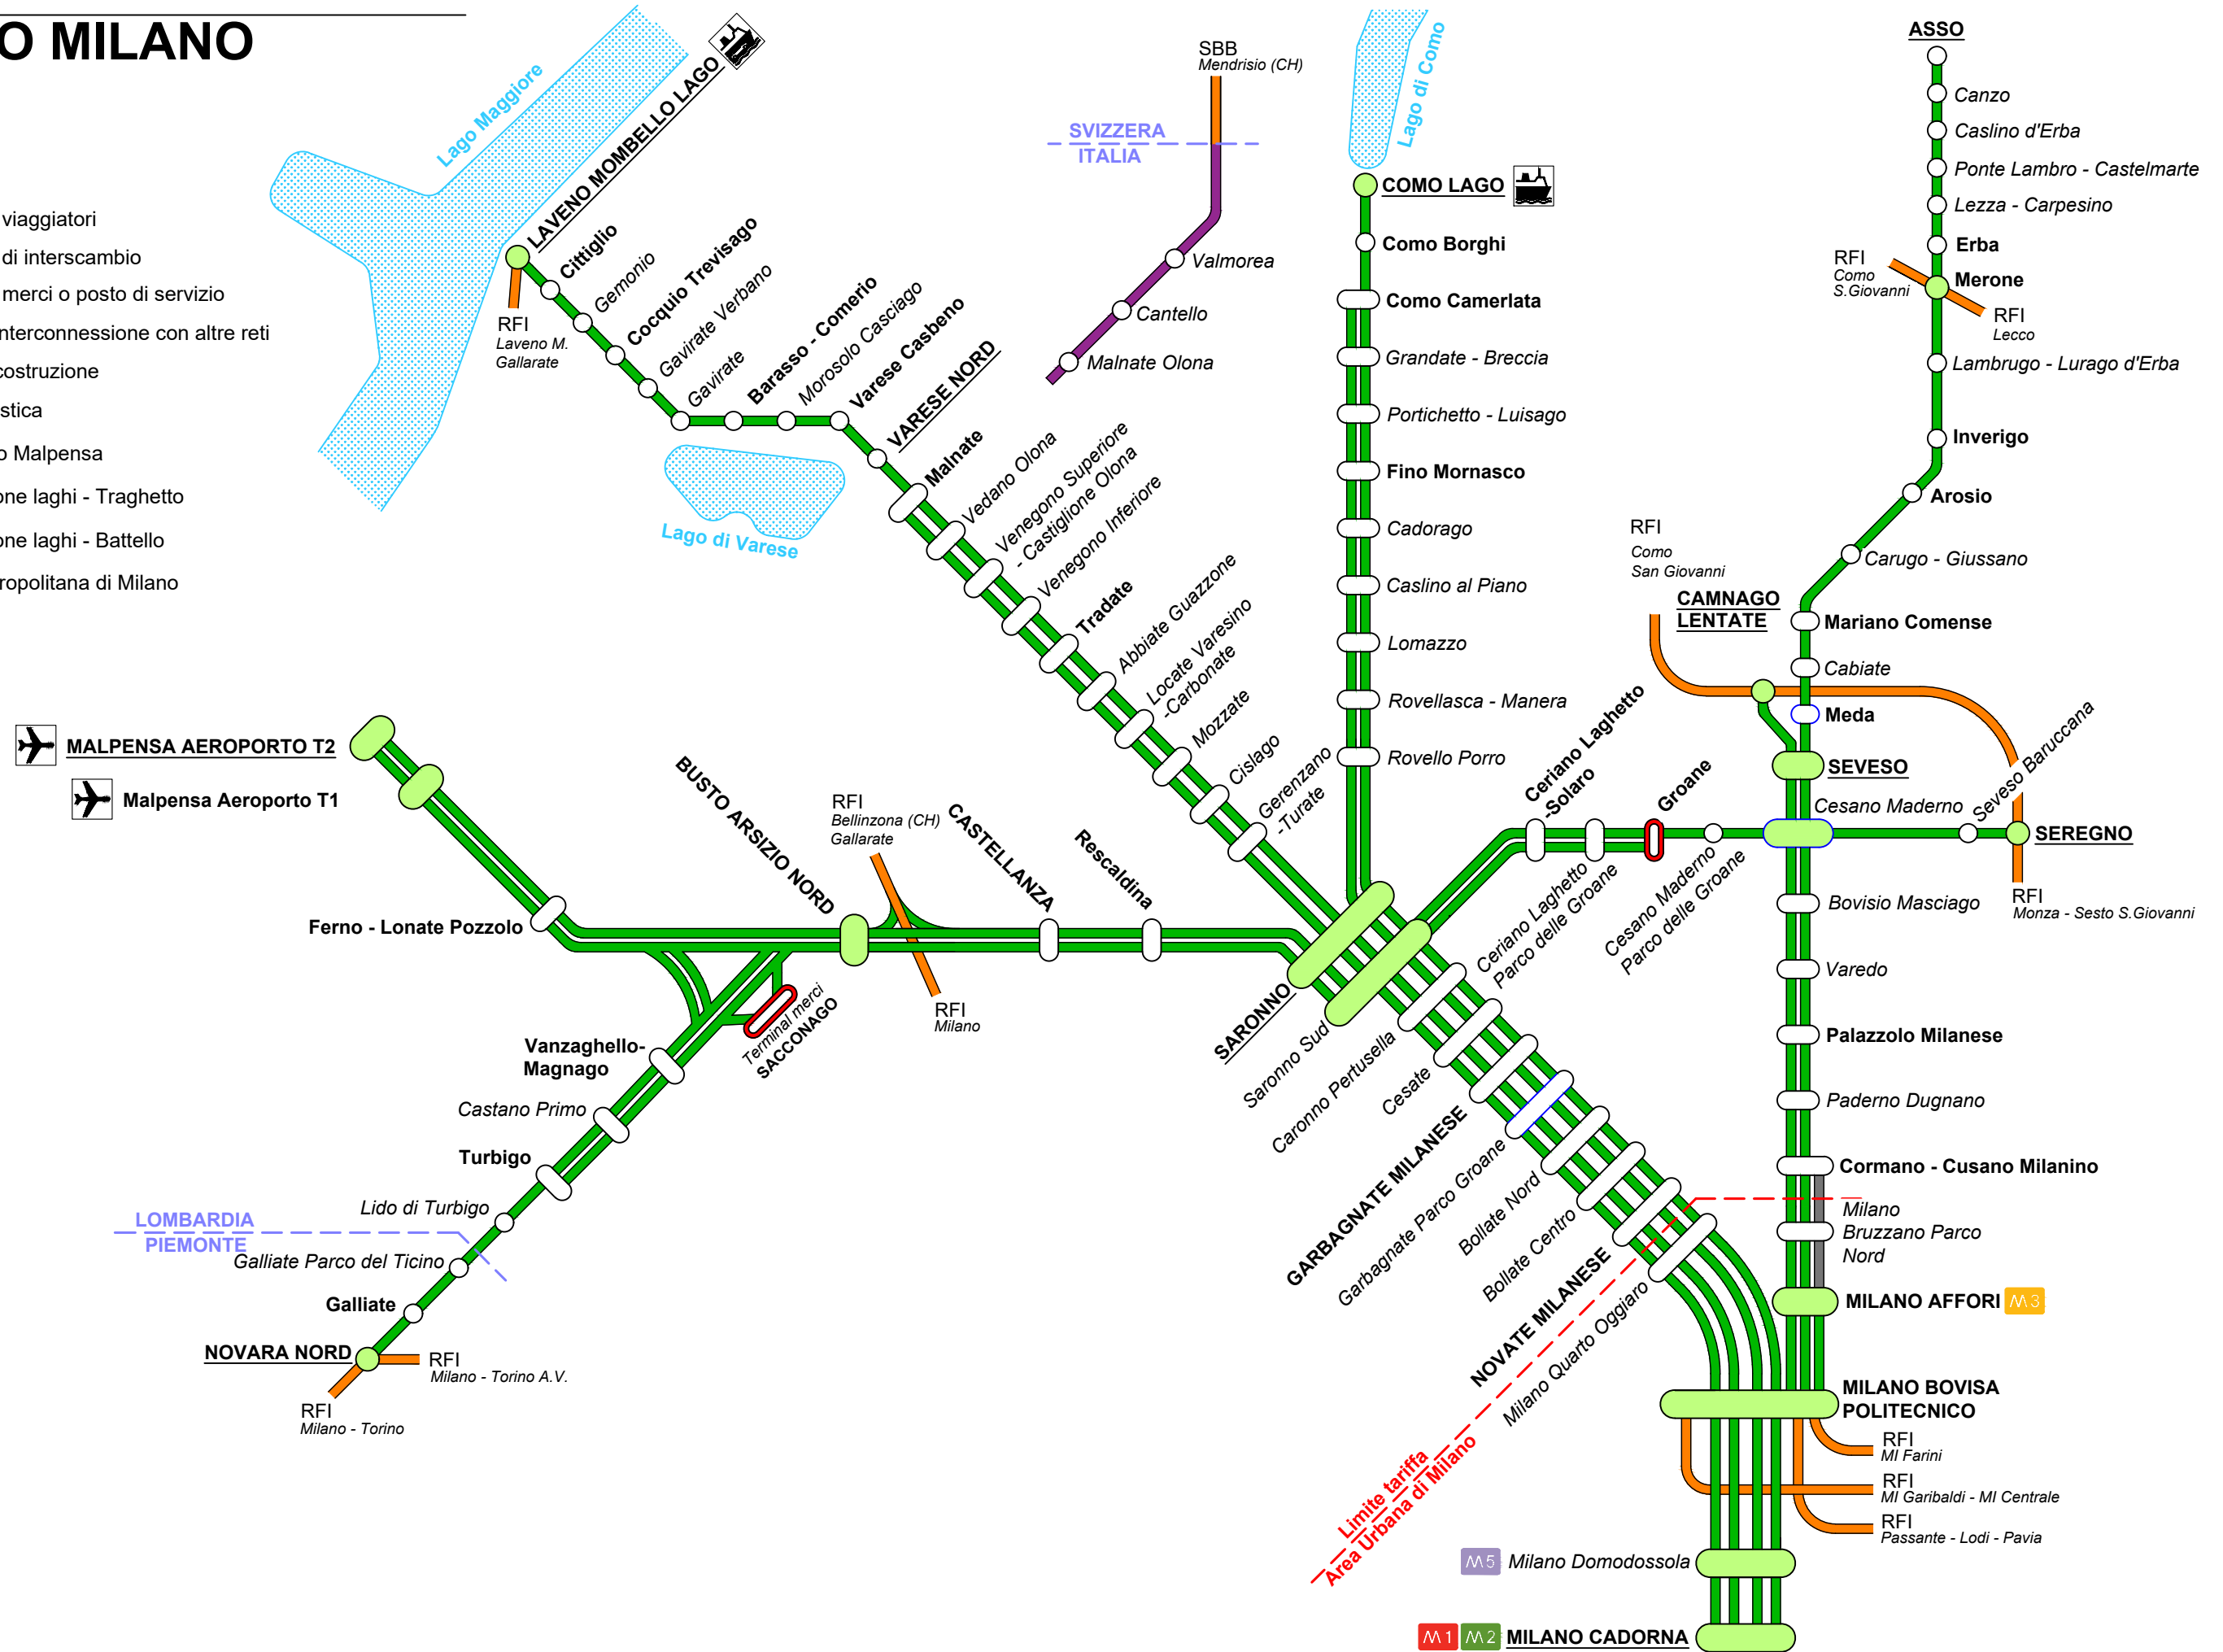 O MILANO
viaggiatori
di interscambio
merci o posto di servizio
nterconnessione con altre reti
costruzione
stica
o Malpensa
one laghi - Traghetto
one laghi - Battello
ropolitana di Milano
Lago Maggiore
LAVENO MOMBELLO LAGO
RFI
Laveno M.
Gallarate
Cittiglio
Gemonio
Cocquio Trevisago
Gavirate Verbano
Gavirate
Barasso - Comerio
Morosolo Casciago
Varese Casbeno
VARESE NORD
Lago di Varese
Malnate
Vedano Olona
Venegono Superiore
- Castiglione Olona
Venegono Inferiore
Tradate
Abbiate Guazzone
Locate Varesino
-Carbonate
Mozzate
Cislago
Gerenzano
-Turate
SBB
Mendrisio (CH)
SVIZZERA
ITALIA
Valmorea
Cantello
Malnate Olona
Lago di Como
COMO LAGO
Como Borghi
Como Camerlata
Grandate - Breccia
Portichetto - Luisago
Fino Mornasco
Cadorago
Caslino al Piano
Lomazzo
Rovellasca - Manera
Rovello Porro
ASSO
Canzo
Caslino d'Erba
Ponte Lambro - Castelmarte
Lezza - Carpesino
Erba
RFI
Como
S.Giovanni
Merone
RFI
Lecco
Lambrugo - Lurago d'Erba
Inverigo
Arosio
Carugo - Giussano
RFI
Como
San Giovanni
CAMNAGO
LENTATE
Mariano Comense
Cabiate
Meda
SEVESO
Cesano Maderno
Seveso Baruccana
SEREGNO
RFI
Monza - Sesto S.Giovanni
Ceriano Laghetto
-Solaro
Groane
Ceriano Laghetto
Parco delle Groane
Cesano Maderno
Parco delle Groane
Bovisio Masciago
Varedo
Palazzolo Milanese
Paderno Dugnano
Cormano - Cusano Milanino
Milano
Bruzzano Parco
Nord
MILANO AFFORI
M3
MALPENSA AEROPORTO T2
Malpensa Aeroporto T1
Ferno - Lonate Pozzolo
BUSTO ARSIZIO NORD
RFI
Bellinzona (CH)
Gallarate
RFI
Milano
CASTELLANZA
Rescaldina
Terminal merci
SACCONAGO
Vanzaghello-
Magnago
Castano Primo
Turbigo
Lido di Turbigo
LOMBARDIA
PIEMONTE
Galliate Parco del Ticino
Galliate
NOVARA NORD
RFI
Milano - Torino A.V.
RFI
Milano - Torino
SARONNO
Saronno Sud
Caronno Pertusella
Cesate
GARBAGNATE MILANESE
Garbagnate Parco Groane
Bollate Nord
Bollate Centro
NOVATE MILANESE
Milano Quarto Oggiaro
Limite tariffa
Area Urbana di Milano
MILANO BOVISA
POLITECNICO
RFI
MI Farini
RFI
MI Garibaldi - MI Centrale
RFI
Passante - Lodi - Pavia
M5
Milano Domodossola
M1
M2
MILANO CADORNA